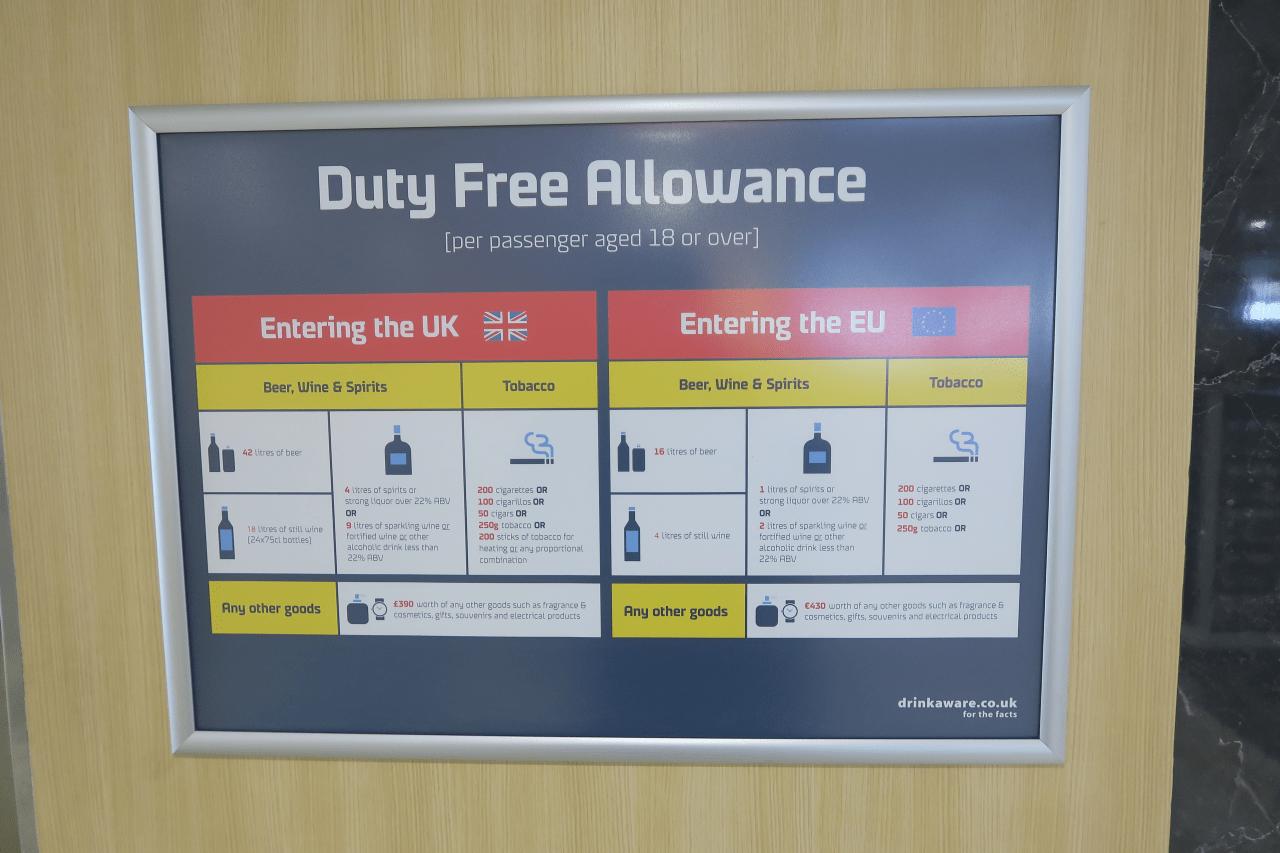 Duty Free Allowance
[per passenger aged 18 or over]
Entering the UK
Beer, Wine & Spirits
Tobacco
42 litres of beer
18 litres of still wine
(24x75cl bottles)
4 litres of spirits or
strong liquor over 22% ABV
OR
9 litres of sparkling wine or
fortified wine or other
alcoholic drink less than
22% ABV
200 cigarettes OR
100 cigarillos OR
50 cigars OR
250g tobacco OR
200 sticks of tobacco for
heating or any proportional
combination
Any other goods
£390 worth of any other goods such as fragrance &
cosmetics, gifts, souvenirs and electrical products
Entering the EU
Beer, Wine & Spirits
Tobacco
16 litres of beer
4 litres of still wine
1 litres of spirits or
strong liquor over 22% ABV
OR
2 litres of sparkling wine or
fortified wine or other
alcoholic drink less than
22% ABV
200 cigarettes OR
100 cigarillos OR
50 cigars OR
250g tobacco OR
Any other goods
€430 worth of any other goods such as fragrance &
cosmetics, gifts, souvenirs and electrical products
drinkaware.co.uk
for the facts